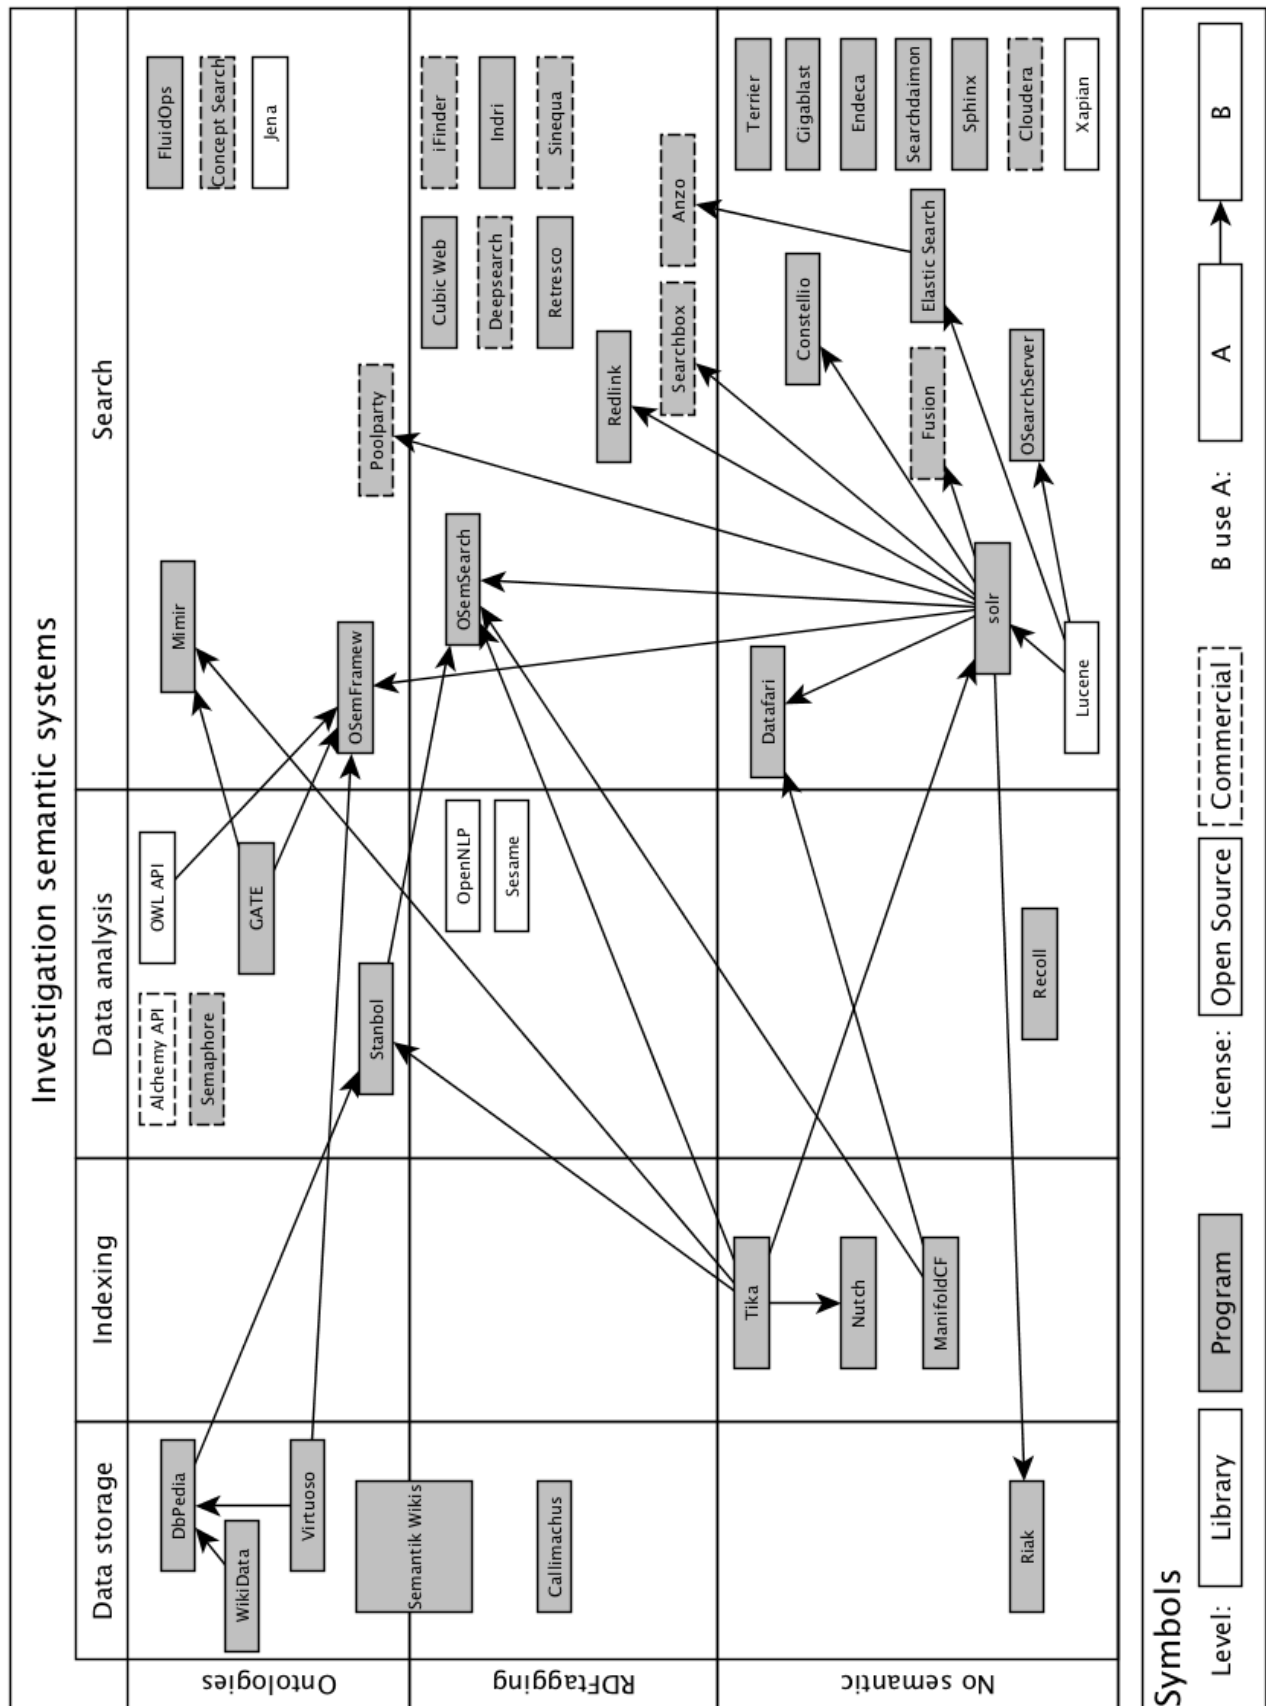 Investigation semantic systems
Data storage
Indexing
Data analysis
Search
Ontologies
DbPedia
WikiData
Virtuoso
Alchemy API
Semaphore
OWL API
GATE
Stanbol
Mimir
OSemFramew
Poolparty
FluidOps
Concept Search
Jena
Semantik Wikis
RDFtagging
Callimachus
OpenNLP
Sesame
OSemSearch
Cubic Web
Deepsearch
Retresco
iFinder
Indri
Sinequa
Redlink
Searchbox
Anzo
No semantic
Riak
Tika
Nutch
ManifoldCF
Recoll
Datafari
solr
Lucene
Constellio
Fusion
OSearchServer
Elastic Search
Terrier
Gigablast
Endeca
Searchdaimon
Sphinx
Cloudera
Xapian
Symbols
Level:
Library
Program
License:
Open Source
Commercial
B use A:
A
B